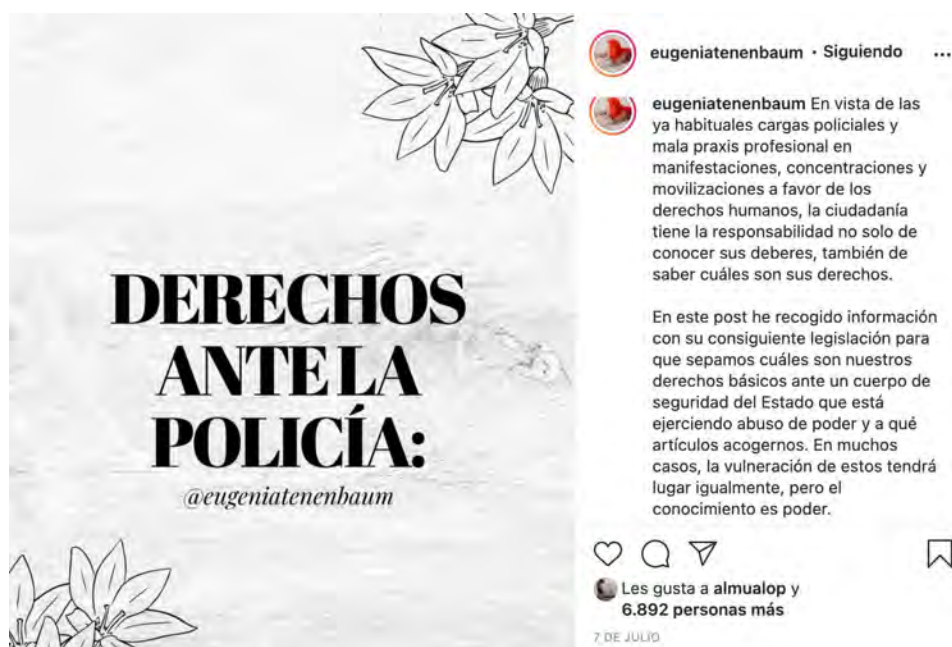 DERECHOS
ANTE LA
POLICÍA:
@eugeniatenenbaum
eugeniatenenbaum · Siguiendo
eugeniatenenbaum En vista de las
ya habituales cargas policiales y
mala praxis profesional en
manifestaciones, concentraciones y
movilizaciones a favor de los
derechos humanos, la ciudadanía
tiene la responsabilidad no solo de
conocer sus deberes, también de
saber cuáles son sus derechos.
En este post he recogido información
con su consiguiente legislación para
que sepamos cuáles son nuestros
derechos básicos ante un cuerpo de
seguridad del Estado que está
ejerciendo abuso de poder y a qué
artículos acogernos. En muchos
casos, la vulneración de estos tendrá
lugar igualmente, pero el
conocimiento es poder.
Les gusta a almualop y
6.892 personas más
7 DE JULIO